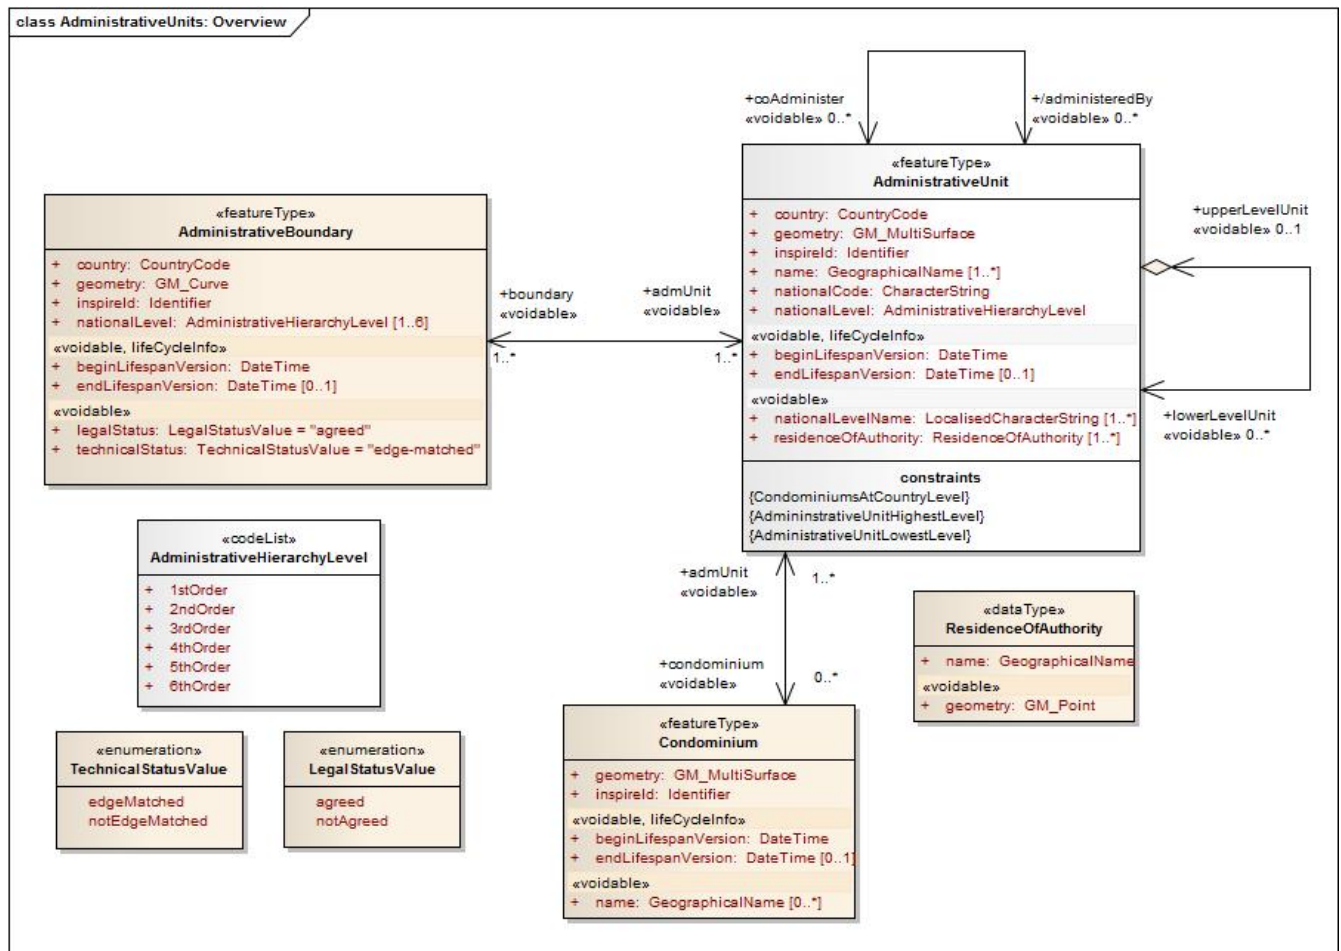 class AdministrativeUnits: Overview
+coAdminister
«voidable» 0..*
+/administeredBy
«voidable» 0..*
«featureType»
AdministrativeUnit
+ country: CountryCode
+ geometry: GM_MultiSurface
+ inspireId: Identifier
+ name: GeographicalName [1..*]
+ nationalCode: CharacterString
+ nationalLevel: AdministrativeHierarchyLevel
«voidable, lifeCycleInfo»
+ beginLifespanVersion: DateTime
+ endLifespanVersion: DateTime [0..1]
«voidable»
+ nationalLevelName: LocalisedCharacterString [1..*]
+ residenceOfAuthority: ResidenceOfAuthority [1..*]
constraints
{CondominiumsAtCountryLevel}
{AdmininstrativeUnitHighestLevel}
{AdministrativeUnitLowestLevel}
+upperLevelUnit
«voidable» 0..1
+lowerLevelUnit
«voidable» 0..*
«featureType»
AdministrativeBoundary
+ country: CountryCode
+ geometry: GM_Curve
+ inspireId: Identifier
+ nationalLevel: AdministrativeHierarchyLevel [1..6]
«voidable, lifeCycleInfo»
+ beginLifespanVersion: DateTime
+ endLifespanVersion: DateTime [0..1]
«voidable»
+ legalStatus: LegalStatusValue = "agreed"
+ technicalStatus: TechnicalStatusValue = "edge-matched"
+boundary
«voidable»
1..*
+admUnit
«voidable»
1..*
«codeList»
AdministrativeHierarchyLevel
+ 1stOrder
+ 2ndOrder
+ 3rdOrder
+ 4thOrder
+ 5thOrder
+ 6thOrder
+admUnit
«voidable»
1..*
+condominium
«voidable»
0..*
«dataType»
ResidenceOfAuthority
+ name: GeographicalName
«voidable»
+ geometry: GM_Point
«enumeration»
TechnicalStatusValue
edgeMatched
notEdgeMatched
«enumeration»
LegalStatusValue
agreed
notAgreed
«featureType»
Condominium
+ geometry: GM_MultiSurface
+ inspireId: Identifier
«voidable, lifeCycleInfo»
+ beginLifespanVersion: DateTime
+ endLifespanVersion: DateTime [0..1]
«voidable»
+ name: GeographicalName [0..*]